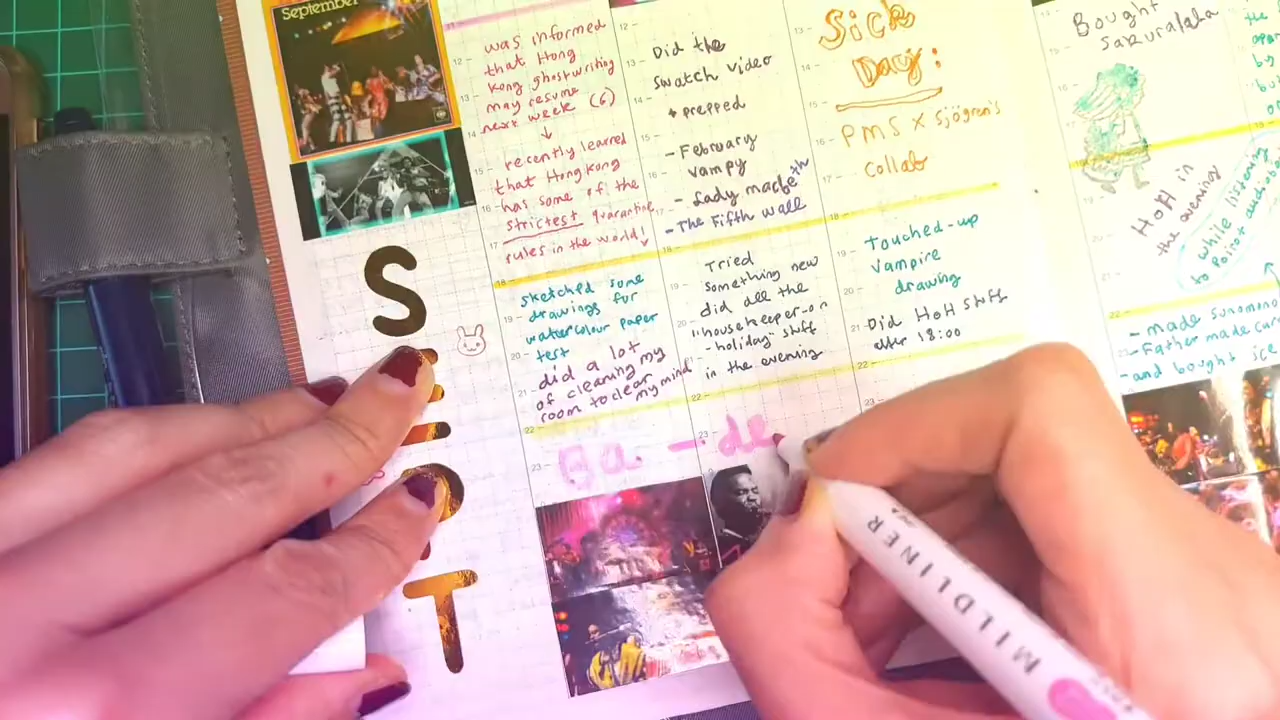 September
was informed
that Hong
Kong ghostwriting
may resume
next week (6)
↓
recently learned
that Hong Kong
has some of the
strictest quarantine
rules in the world!
sketched some
drawings for
watercolour paper
test
did a lot
of cleaning my
room to clear
my mind
Did the
swatch video
+ prepped
- February
vampy
- Lady macbeth
- The Fifth Wall
Tried
something new
did all the
"housekeeper-on
-holiday" stuff
in the evening
Sick
Day:
PMS X Sjögren's
collab
Touched-up
vampire
drawing
Did HoH stuff
after 18:00
Bought
Sakuralala
HoH in
the evening
while listening
to Poirot
- made
- Father made
- and bought
SEPT
Ba-de
MILDLINER